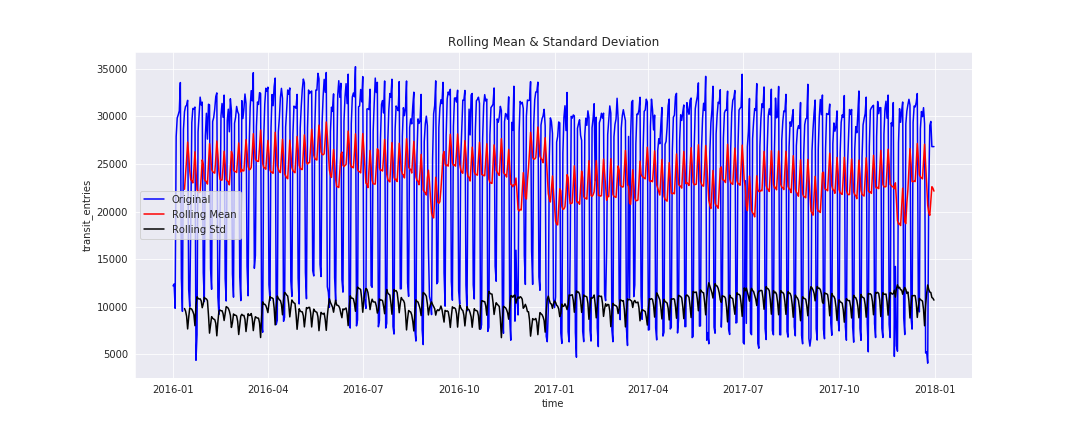 Rolling Mean & Standard Deviation
35000
30000
25000
20000
15000
10000
5000
transit_entries
Original
Rolling Mean
Rolling Std
2016-01 2016-04 2016-07 2016-10 2017-01 2017-04 2017-07 2017-10 2018-01
time